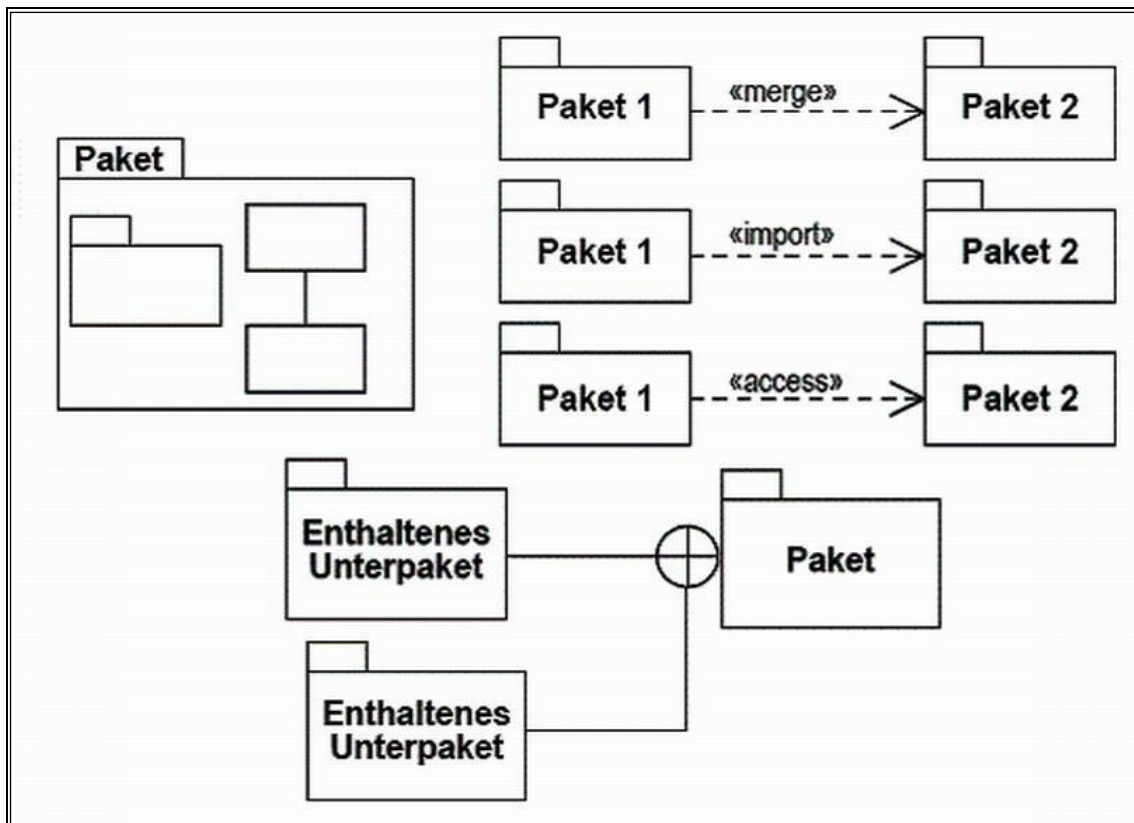 Paket
Paket 1
«merge»
Paket 2
Paket 1
«import»
Paket 2
Paket 1
«access»
Paket 2
Enthaltenes
Unterpaket
Paket
Enthaltenes
Unterpaket